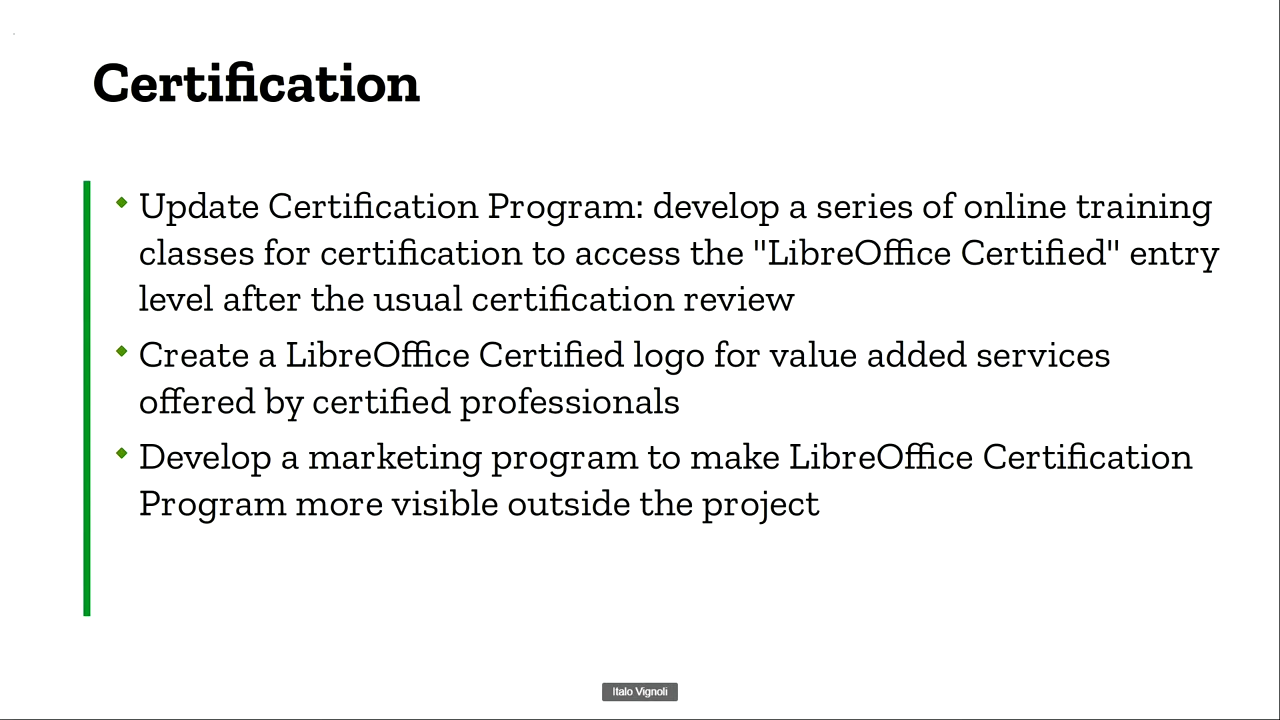 Certification
Update Certification Program: develop a series of online training
classes for certification to access the "LibreOffice Certified" entry
level after the usual certification review
Create a LibreOffice Certified logo for value added services
offered by certified professionals
Develop a marketing program to make LibreOffice Certification
Program more visible outside the project
Italo Vignoli